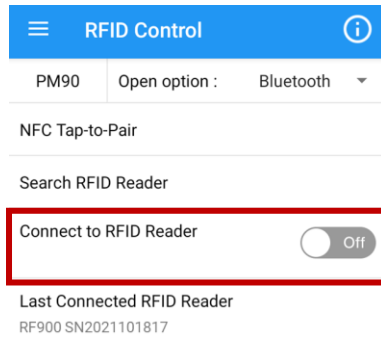 RFID Control
PM90 Open option : Bluetooth
NFC Tap-to-Pair
Search RFID Reader
Connect to RFID Reader Off
Last Connected RFID Reader
RF900 SN2021101817